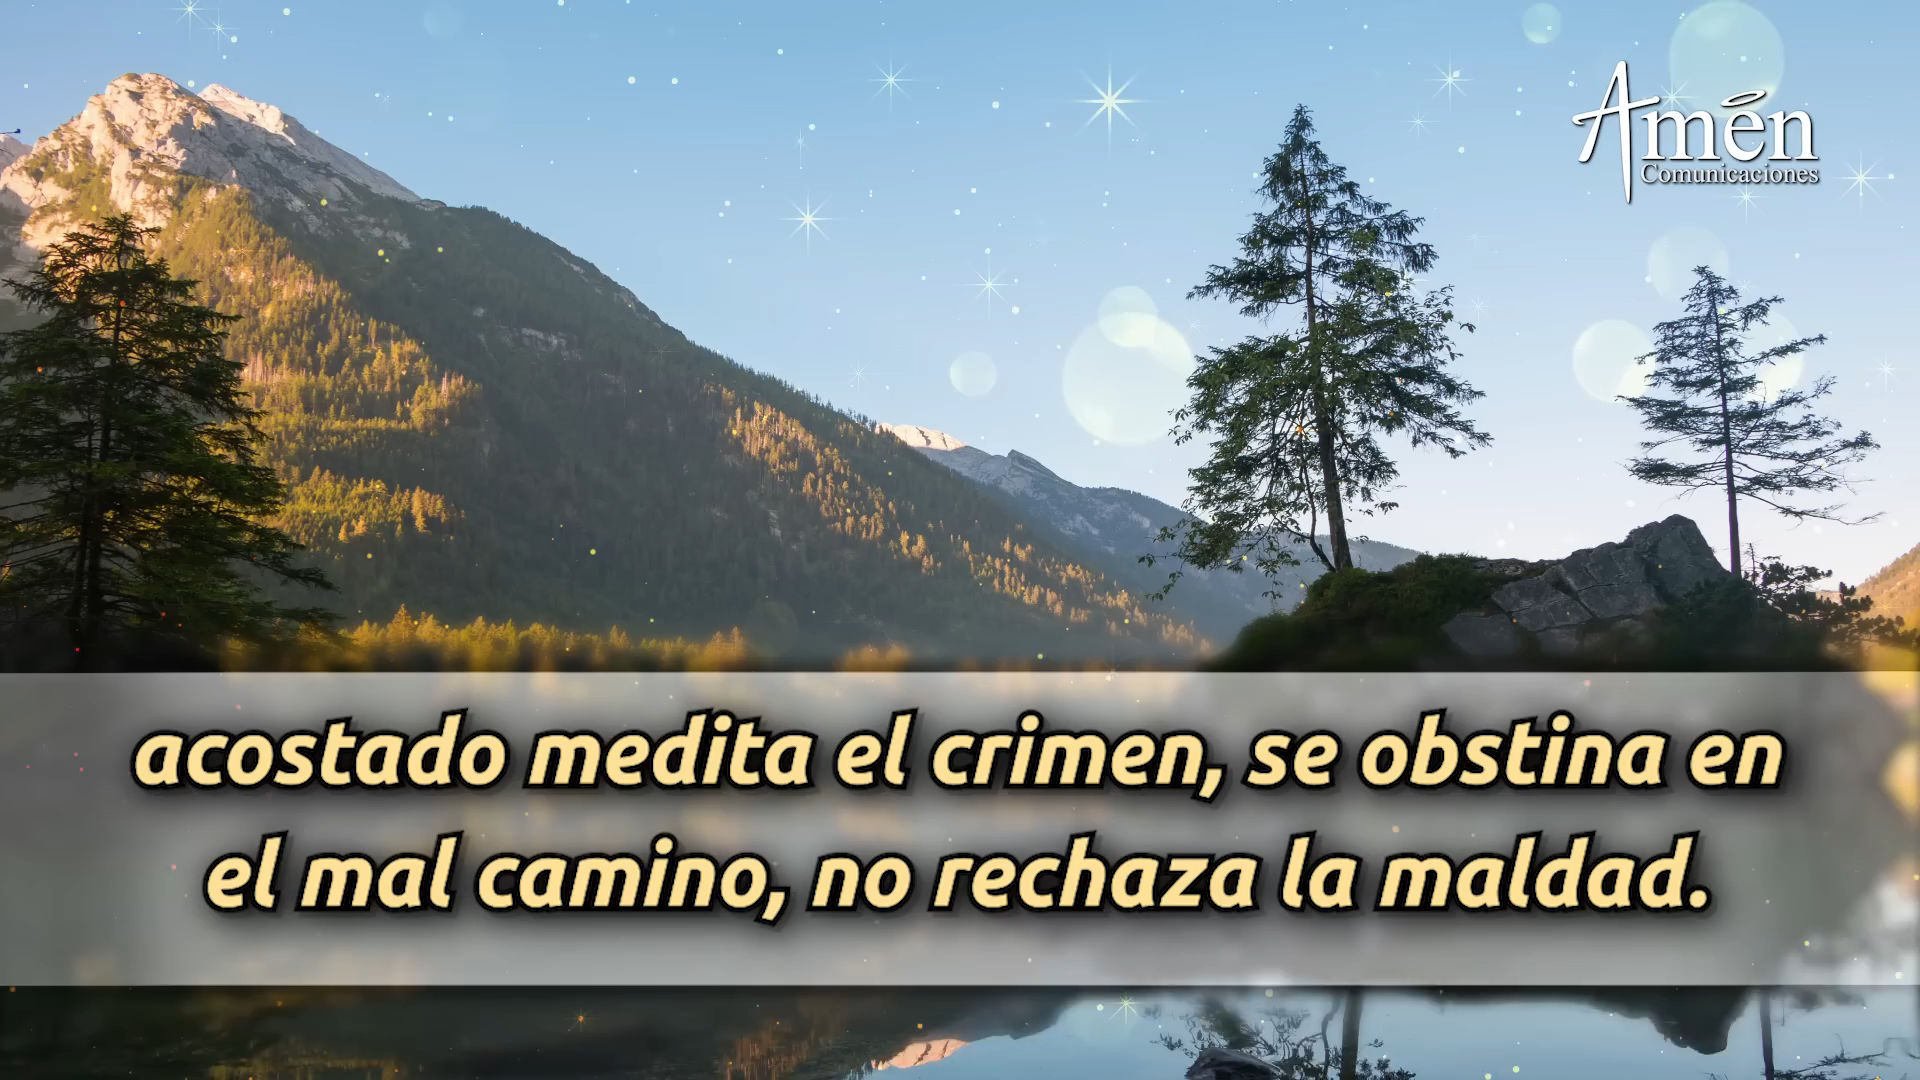 Amén
Comunicaciones
acostado medita el crimen, se obstina en
el mal camino, no rechaza la maldad.